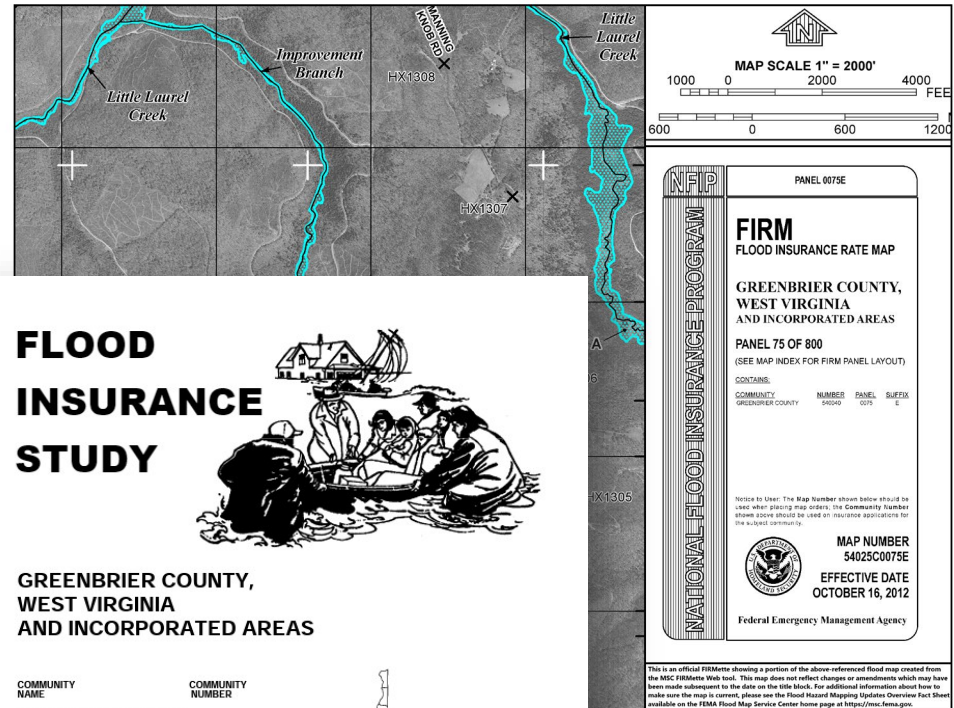 MANNING
KNOB RD
HX1308
Improvement
Branch
Little Laurel
Creek
Little
Laurel
Creek
HX1307
A
HX1305
MAP SCALE 1" = 2000'
1000 0 2000 4000
FEE
600 0 600 1200
NFIP
PANEL 0075E
NATIONAL FLOOD INSURANCE PROGRAM
FIRM
FLOOD INSURANCE RATE MAP
GREENBRIER COUNTY,
WEST VIRGINIA
AND INCORPORATED AREAS
PANEL 75 OF 800
(SEE MAP INDEX FOR FIRM PANEL LAYOUT)
CONTAINS:
COMMUNITY NUMBER PANEL SUFFIX
GREENBRIER COUNTY 540040 0075 E
Notice to User: The Map Number shown below should be
used when placing map orders; the Community Number
shown above should be used on insurance applications for
the subject community.
U.S. DEPARTMENT OF HOMELAND SECURITY
MAP NUMBER
54025C0075E
EFFECTIVE DATE
OCTOBER 16, 2012
Federal Emergency Management Agency
This is an official FIRMette showing a portion of the above-referenced flood map created from
the MSC FIRMette Web tool. This map does not reflect changes or amendments which may have
been made subsequent to the date on the title block. For additional information about how to
make sure the map is current, please see the Flood Hazard Mapping Updates Overview Fact Sheet
available on the FEMA Flood Map Service Center home page at https://msc.fema.gov.
FLOOD
INSURANCE
STUDY
GREENBRIER COUNTY,
WEST VIRGINIA
AND INCORPORATED AREAS
COMMUNITY
NAME
COMMUNITY
NUMBER